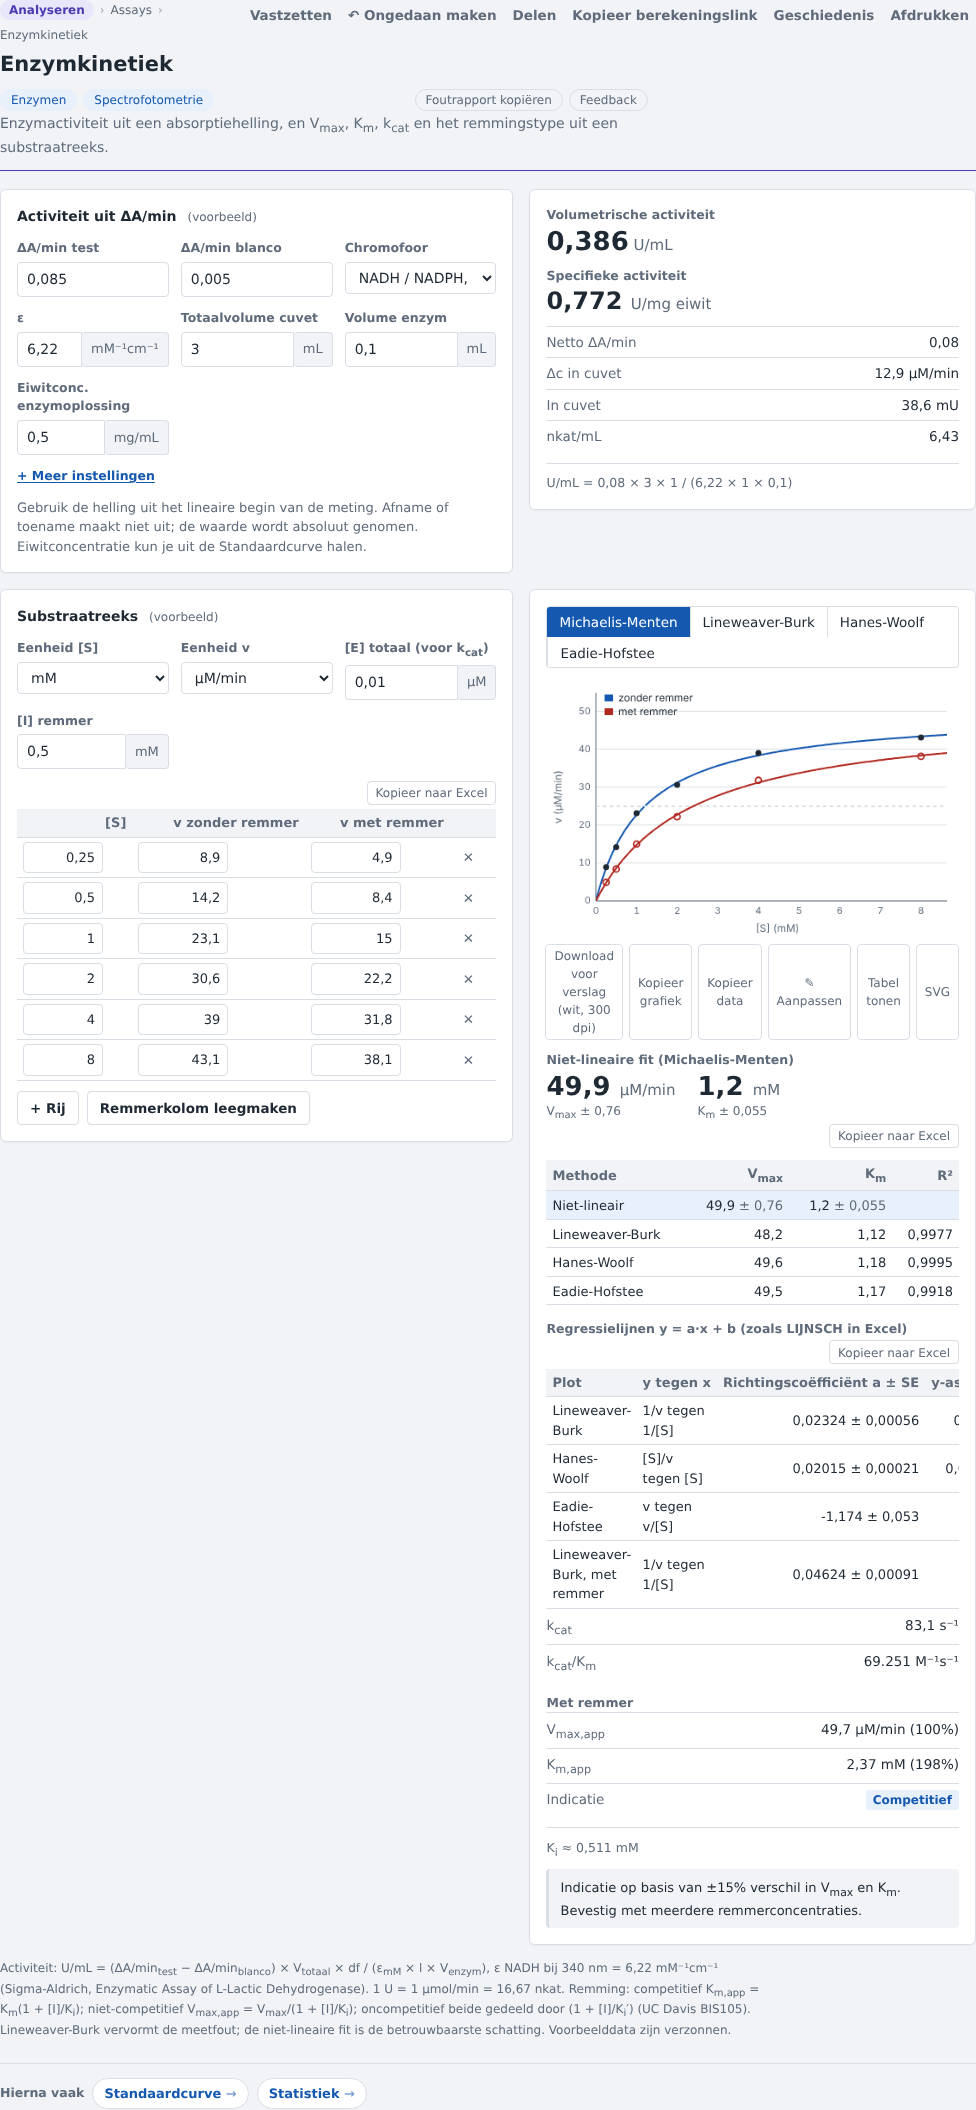 Analyseren › Assays ›
Enzymkinetiek
Vastzetten ↶ Ongedaan maken Delen Kopieer berekeningslink Geschiedenis Afdrukken
Enzymkinetiek
Enzymen Spectrofotometrie Foutrapport kopiëren Feedback
Enzymactiviteit uit een absorptiehelling, en Vmax, Km, kcat en het remmingstype uit een
substraatreeks.
Activiteit uit ΔA/min (voorbeeld)
ΔA/min test ΔA/min blanco Chromofoor
0,085 0,005 NADH / NADPH,
ε Totaalvolume cuvet Volume enzym
6,22 mM⁻¹cm⁻¹ 3 mL 0,1 mL
Eiwitconc.
enzymoplossing
0,5 mg/mL
+ Meer instellingen
Gebruik de helling uit het lineaire begin van de meting. Afname of
toename maakt niet uit; de waarde wordt absoluut genomen.
Eiwitconcentratie kun je uit de Standaardcurve halen.
Volumetrische activiteit
0,386 U/mL
Specifieke activiteit
0,772 U/mg eiwit
Netto ΔA/min 0,08
Δc in cuvet 12,9 µM/min
In cuvet 38,6 mU
nkat/mL 6,43
U/mL = 0,08 × 3 × 1 / (6,22 × 1 × 0,1)
Substraatreeks (voorbeeld)
Eenheid [S] Eenheid v [E] totaal (voor kcat)
mM µM/min 0,01 µM
[I] remmer
0,5 mM
Kopieer naar Excel
[S] v zonder remmer v met remmer
0,25 8,9 4,9 ×
0,5 14,2 8,4 ×
1 23,1 15 ×
2 30,6 22,2 ×
4 39 31,8 ×
8 43,1 38,1 ×
+ Rij Remmerkolom leegmaken
Michaelis-Menten Lineweaver-Burk Hanes-Woolf
Eadie-Hofstee
zonder remmer
met remmer
50
40
30
20
10
0
v (µM/min)
0 1 2 3 4 5 6 7 8
[S] (mM)
Download
voor
verslag
(wit, 300
dpi)
Kopieer
grafiek
Kopieer
data
✎
Aanpassen
Tabel
tonen
SVG
Niet-lineaire fit (Michaelis-Menten)
49,9 µM/min 1,2 mM
Vmax ± 0,76 Km ± 0,055
Kopieer naar Excel
Methode Vmax Km R²
Niet-lineair 49,9 ± 0,76 1,2 ± 0,055
Lineweaver-Burk 48,2 1,12 0,9977
Hanes-Woolf 49,6 1,18 0,9995
Eadie-Hofstee 49,5 1,17 0,9918
Regressielijnen y = a·x + b (zoals LIJNSCH in Excel)
Kopieer naar Excel
Plot y tegen x Richtingscoëfficiënt a ± SE
Lineweaver-
Burk
1/v tegen
1/[S]
0,02324 ± 0,00056
Hanes-
Woolf
[S]/v
tegen [S]
0,02015 ± 0,00021
Eadie-
Hofstee
v tegen
v/[S]
-1,174 ± 0,053
Lineweaver-
Burk, met
remmer
1/v tegen
1/[S]
0,04624 ± 0,00091
kcat 83,1 s⁻¹
kcat/Km 69.251 M⁻¹s⁻¹
Met remmer
Vmax,app 49,7 µM/min (100%)
Km,app 2,37 mM (198%)
Indicatie Competitief
Ki ≈ 0,511 mM
Indicatie op basis van ±15% verschil in Vmax en Km.
Bevestig met meerdere remmerconcentraties.
Activiteit: U/mL = (ΔA/mintest − ΔA/minblanco) × Vtotaal × df / (εmM × l × Venzym), ε NADH bij 340 nm = 6,22 mM⁻¹cm⁻¹
(Sigma-Aldrich, Enzymatic Assay of L-Lactic Dehydrogenase). 1 U = 1 µmol/min = 16,67 nkat. Remming: competitief Km,app =
Km(1 + [I]/Ki); niet-competitief Vmax,app = Vmax/(1 + [I]/Ki); oncompetitief beide gedeeld door (1 + [I]/Ki′) (UC Davis BIS105).
Lineweaver-Burk vervormt de meetfout; de niet-lineaire fit is de betrouwbaarste schatting. Voorbeelddata zijn verzonnen.
Hierna vaak Standaardcurve → Statistiek →